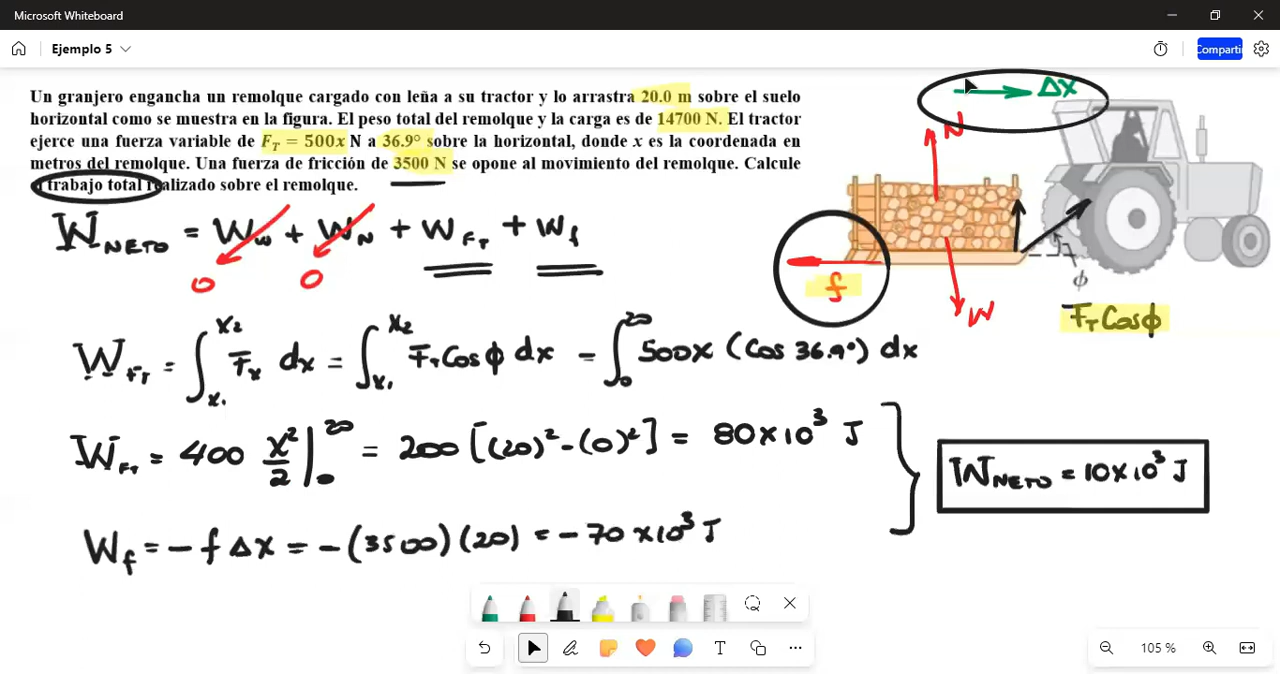 Microsoft Whiteboard
Ejemplo 5
Comparti
Un granjero engancha un remolque cargado con leña a su tractor y lo arrastra 20.0 m sobre el suelo
horizontal como se muestra en la figura. El peso total del remolque y la carga es de 14700 N. El tractor
ejerce una fuerza variable de F_T = 500x N a 36.9° sobre la horizontal, donde x es la coordenada en
metros del remolque. Una fuerza de fricción de 3500 N se opone al movimiento del remolque. Calcule
trabajo total realizado sobre el remolque.
Δx
N
f
W
ϕ
F_T Cosϕ
W_NETO = W_w + W_N + W_FT + W_f
0 0
W_FT = ∫_x₁^x₂ F_x dx = ∫_x₁^x₂ F_T Cosϕ dx = ∫_0^20 500x (Cos 36.9°) dx
W_FT = 400 x²/2 |_0^20 = 200 [(20)² - (0)²] = 80x10³ J
W_NETO = 10x10³ J
W_f = - f Δx = - (3500)(20) = - 70 x10³ J
105 %